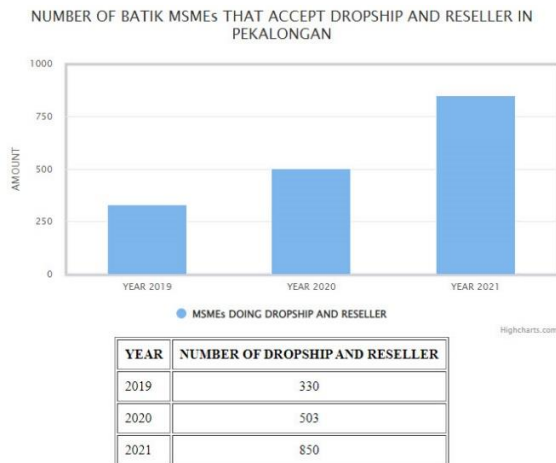 NUMBER OF BATIK MSMEs THAT ACCEPT DROPSHIP AND RESELLER IN
PEKALONGAN
1000
750
500
250
0
AMOUNT
YEAR 2019 YEAR 2020 YEAR 2021
MSMEs DOING DROPSHIP AND RESELLER
Highcharts.com
YEAR NUMBER OF DROPSHIP AND RESELLER
2019 330
2020 503
2021 850